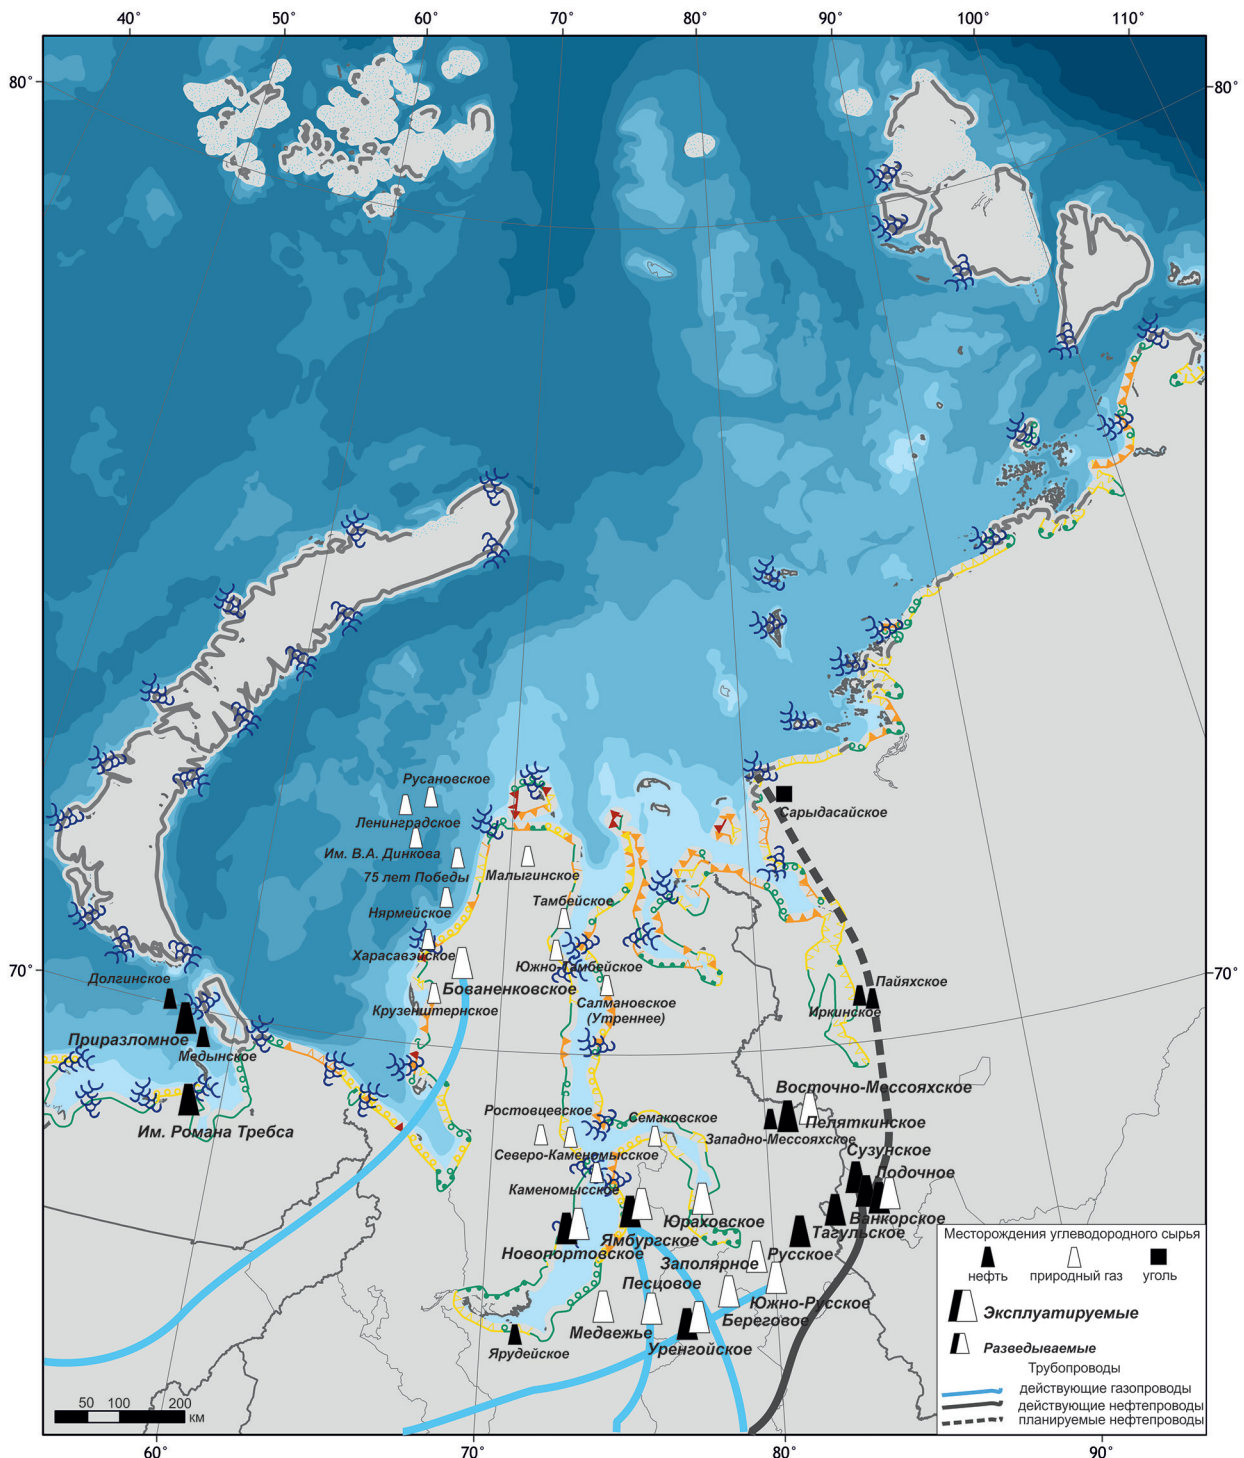 40° 50° 60° 70° 80° 90° 100° 110°
80° 80°
Русановское
Ленинградское
Сарыдасайское
Им. В.А. Динкова
75 лет Победы
Малыгинское
Нярмейское
Тамбейское
Харасавэйское
Южно-Тамбейское
70° 70°
Долгинское
Бованенковское
Пайяхское
Салмановское
(Утреннее)
Крузенштернское
Иркинское
Приразломное
Медынское
Восточно-Мессояхское
Ростовцевское
Семаковское
Пеляткинское
Им. Романа Требса
Западно-Мессояхское
Северо-Каменомысское
Сузунское
Лодочное
Каменомысское
Юраховское
Ванкорское
Тагульское
Ямбургское
Новопортовское
Русское
Заполярное
Песцовое
Южно-Русское
Береговое
Медвежье
Уренгойское
Ярудейское
Месторождения углеводородного сырья
нефть природный газ уголь
Эксплуатируемые
Разведываемые
Трубопроводы
действующие газопроводы
действующие нефтепроводы
планируемые нефтепроводы
50 100 200
км
60° 70° 80° 90°